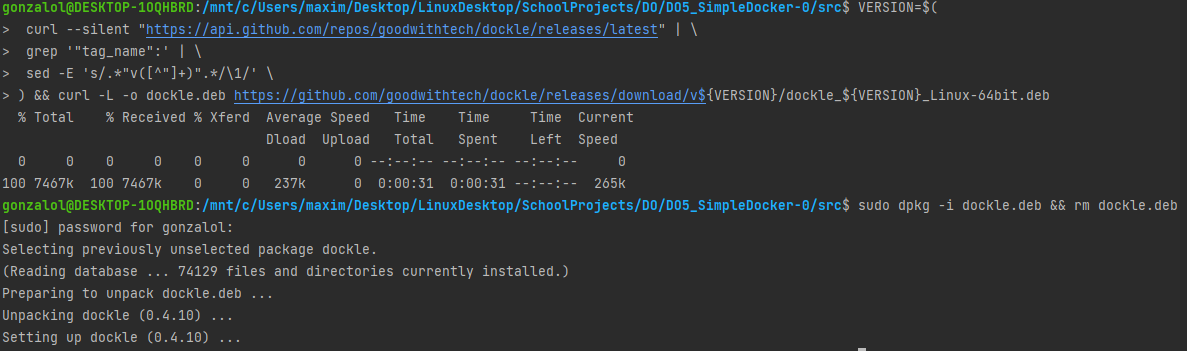 gonzalol@DESKTOP-1OQHBRD:/mnt/c/Users/maxim/Desktop/LinuxDesktop/SchoolProjects/DO/DO5_SimpleDocker-0/src$ VERSION=$(
>  curl --silent "https://api.github.com/repos/goodwithtech/dockle/releases/latest" | \
>  grep '"tag_name":' | \
>  sed -E 's/.*"v([^"]+)".*/\1/' \
> ) && curl -L -o dockle.deb https://github.com/goodwithtech/dockle/releases/download/v${VERSION}/dockle_${VERSION}_Linux-64bit.deb
  % Total    % Received % Xferd  Average Speed   Time    Time     Time  Current
                                 Dload  Upload   Total   Spent    Left  Speed
  0     0    0     0    0     0      0      0 --:--:-- --:--:-- --:--:--     0
100 7467k  100 7467k    0     0   237k      0  0:00:31  0:00:31 --:--:--  265k
gonzalol@DESKTOP-1OQHBRD:/mnt/c/Users/maxim/Desktop/LinuxDesktop/SchoolProjects/DO/DO5_SimpleDocker-0/src$ sudo dpkg -i dockle.deb && rm dockle.deb
[sudo] password for gonzalol:
Selecting previously unselected package dockle.
(Reading database ... 74129 files and directories currently installed.)
Preparing to unpack dockle.deb ...
Unpacking dockle (0.4.10) ...
Setting up dockle (0.4.10) ...